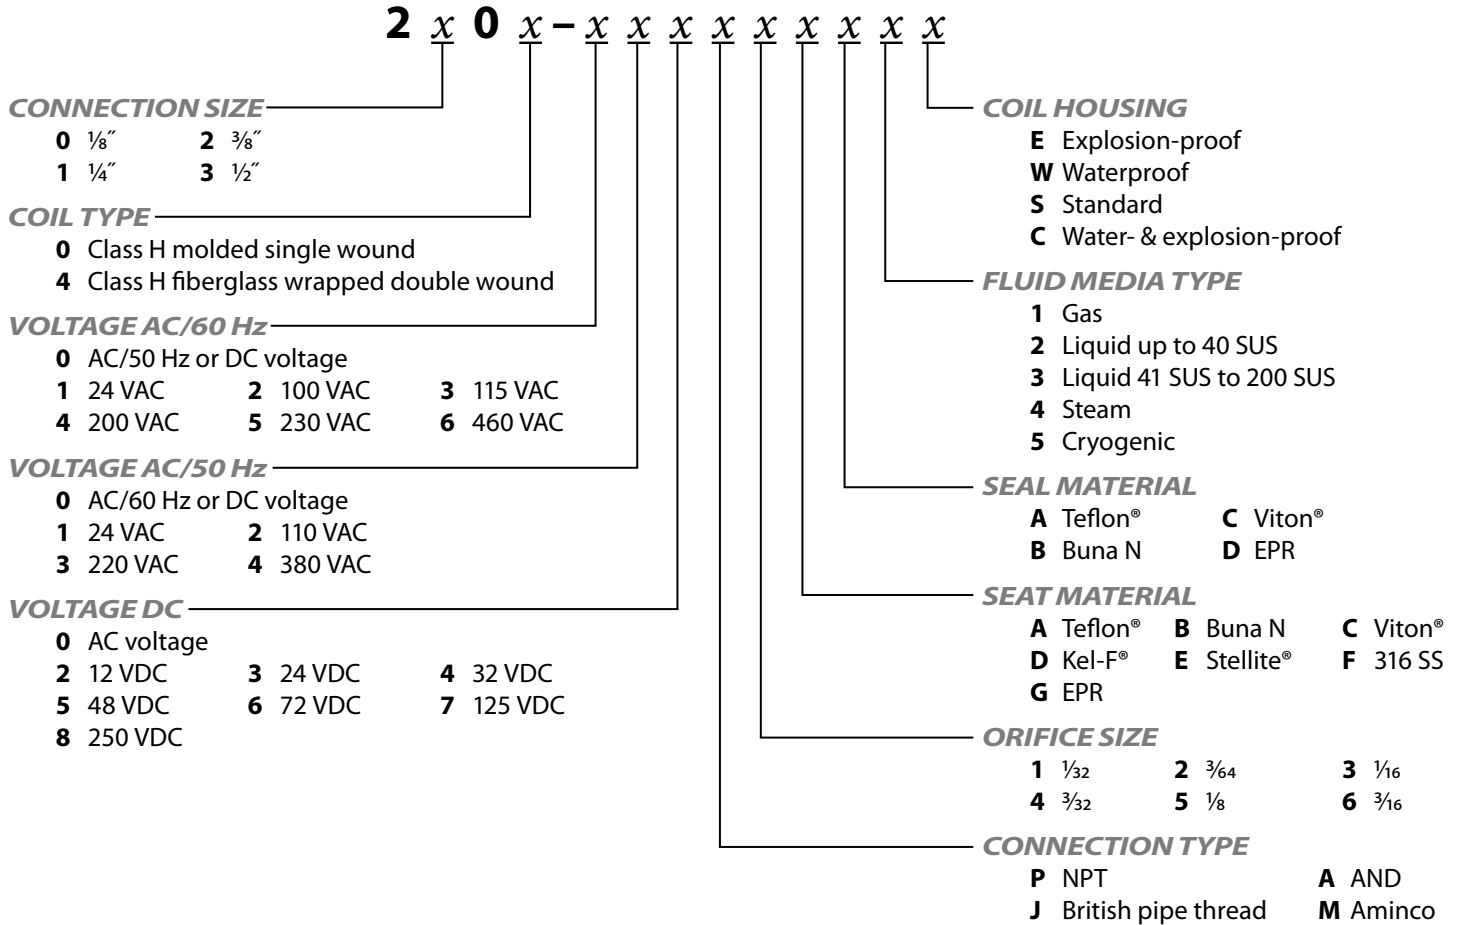 2 x 0 x – x x x x x x x x x
CONNECTION SIZE
0 ⅛″ 2 ⅜″
1 ¼″ 3 ½″
COIL TYPE
0 Class H molded single wound
4 Class H fiberglass wrapped double wound
VOLTAGE AC/60 Hz
0 AC/50 Hz or DC voltage
1 24 VAC 2 100 VAC 3 115 VAC
4 200 VAC 5 230 VAC 6 460 VAC
VOLTAGE AC/50 Hz
0 AC/60 Hz or DC voltage
1 24 VAC 2 110 VAC
3 220 VAC 4 380 VAC
VOLTAGE DC
0 AC voltage
2 12 VDC 3 24 VDC 4 32 VDC
5 48 VDC 6 72 VDC 7 125 VDC
8 250 VDC
COIL HOUSING
E Explosion-proof
W Waterproof
S Standard
C Water- & explosion-proof
FLUID MEDIA TYPE
1 Gas
2 Liquid up to 40 SUS
3 Liquid 41 SUS to 200 SUS
4 Steam
5 Cryogenic
SEAL MATERIAL
A Teflon® C Viton®
B Buna N D EPR
SEAT MATERIAL
A Teflon® B Buna N C Viton®
D Kel-F® E Stellite® F 316 SS
G EPR
ORIFICE SIZE
1 1⁄32 2 3⁄64 3 1⁄16
4 3⁄32 5 ⅛ 6 3⁄16
CONNECTION TYPE
P NPT A AND
J British pipe thread M Aminco